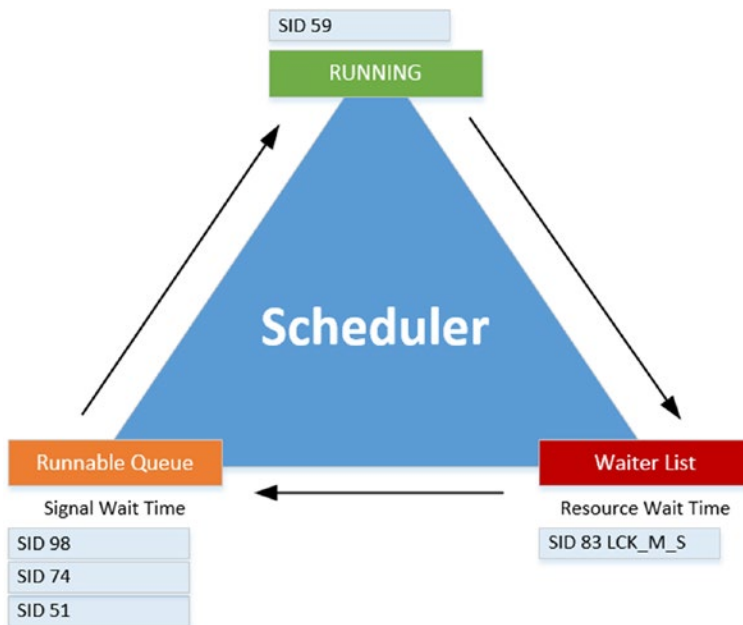 SID 59
RUNNING
Scheduler
Runnable Queue
Waiter List
Signal Wait Time
Resource Wait Time
SID 98
SID 83 LCK_M_S
SID 74
SID 51